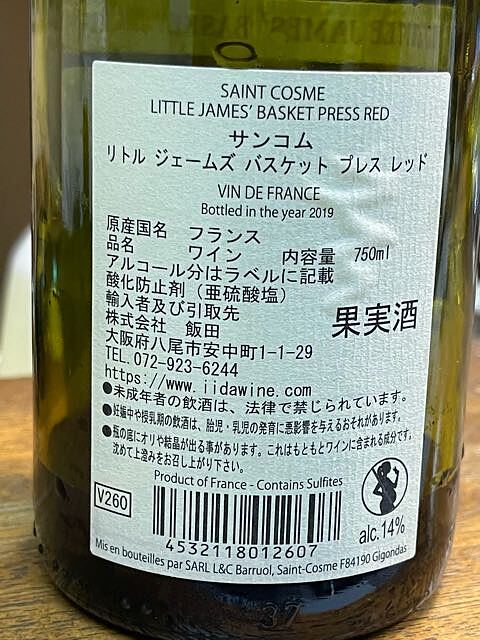 SAINT COSME
LITTLE JAMES' BASKET PRESS RED
サンコム
リトル ジェームズ バスケット プレス レッド
VIN DE FRANCE
Bottled in the year 2019
原産国名 フランス
品名 ワイン 内容量 750ml
アルコール分はラベルに記載
酸化防止剤（亜硫酸塩）
輸入者及び引取先
株式会社 飯田
果実酒
大阪府八尾市安中町1-1-29
TEL.072-923-6244
https://www.iidawine.com
●未成年者の飲酒は、法律で禁じられています。
●妊娠中や授乳期の飲酒は、胎児・乳児の発育に悪影響を与えるおそれがあります。
●瓶の底にオリや結晶が出る事があります。これはもともとワインに含まれる成分です。
沈めて上澄みをお召し上がり下さい。
Product of France - Contains Sulfites
V260
4532118012607
alc.14%
Mis en bouteilles par SARL L&C Barruol, Saint-Cosme F84190 Gigondas
37